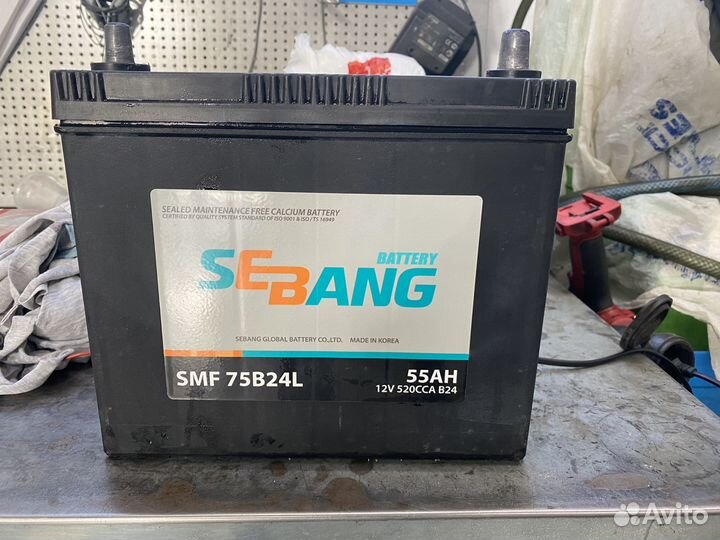 SEALED MAINTENANCE FREE CALCIUM BATTERY
CERTIFIED BY QUALITY SYSTEM STANDARD OF ISO 9001 & ISO / TS 16949
BATTERY
SEBANG
SEBANG GLOBAL BATTERY CO.,LTD. MADE IN KOREA
SMF 75B24L
55AH
12V 520CCA B24
Avito